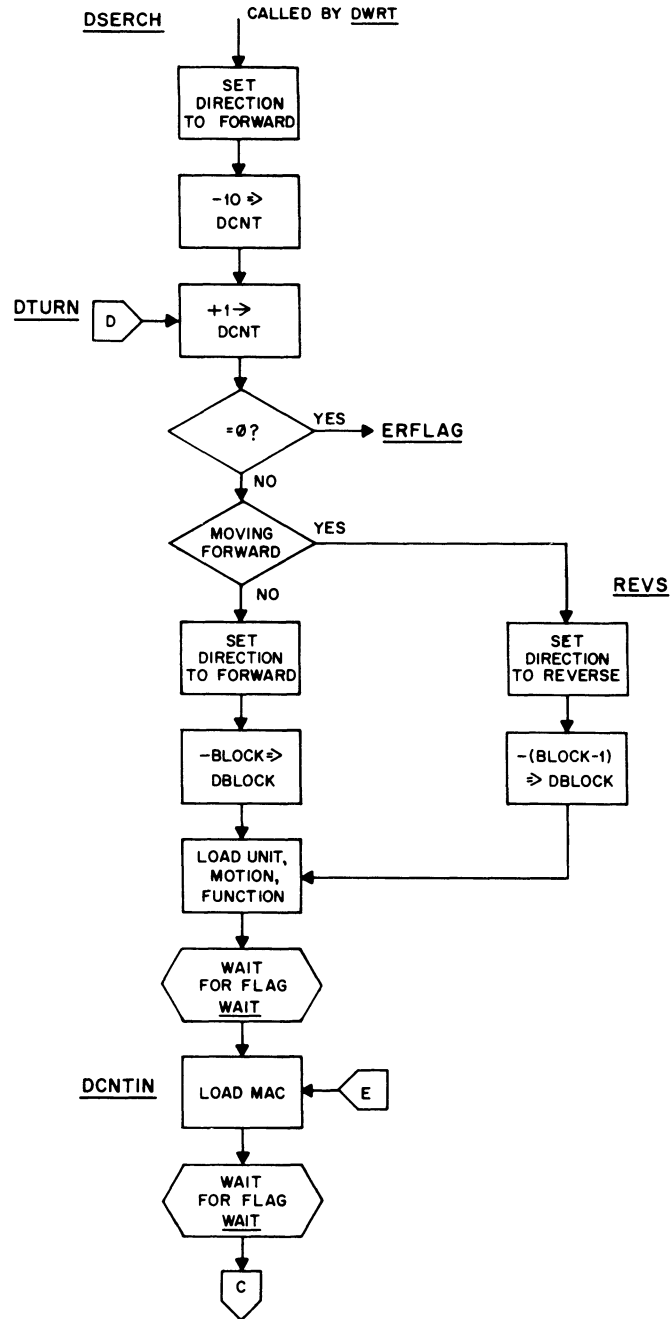 DSERCH
CALLED BY DWRT
SET
DIRECTION
TO FORWARD
-10 =>
DCNT
DTURN
D
+1→
DCNT
=Ø?
YES
ERFLAG
NO
MOVING
FORWARD
YES
NO
REVS
SET
DIRECTION
TO FORWARD
SET
DIRECTION
TO REVERSE
-BLOCK=>
DBLOCK
-(BLOCK-1)
=> DBLOCK
LOAD UNIT,
MOTION,
FUNCTION
WAIT
FOR FLAG
WAIT
DCNTIN
LOAD MAC
E
WAIT
FOR FLAG
WAIT
C